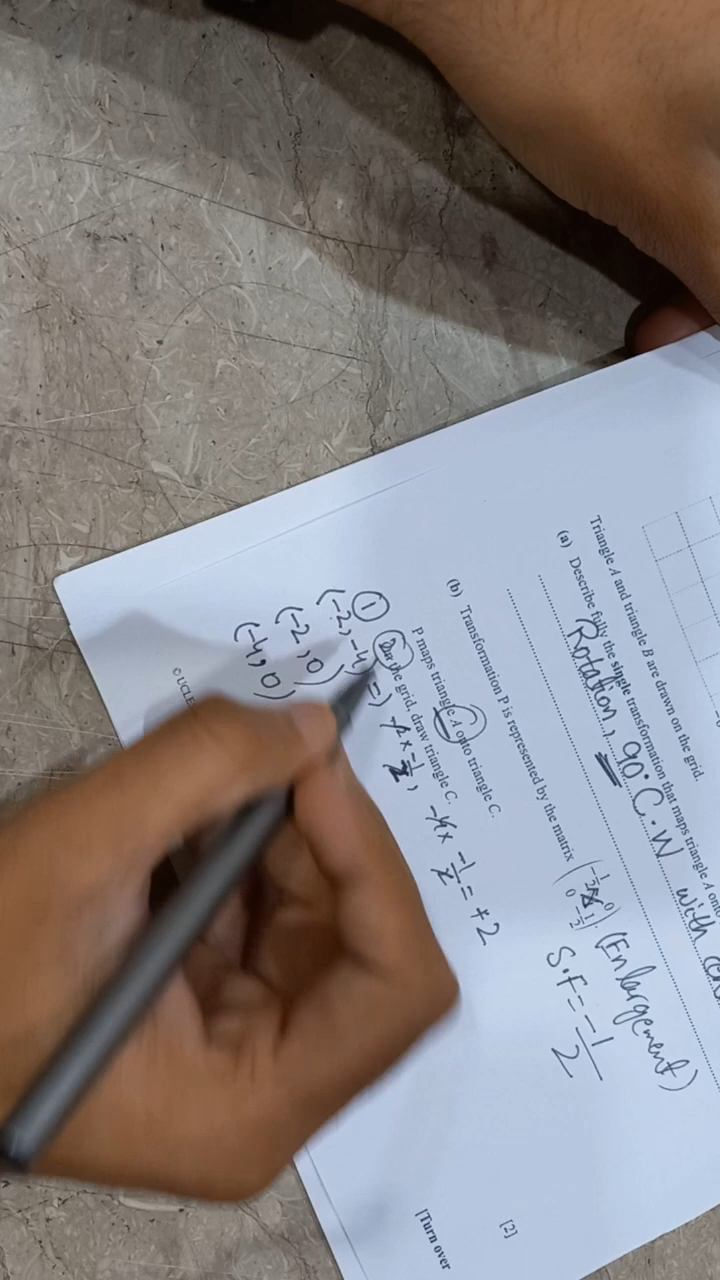 Triangle A and triangle B are drawn on the grid
(a) Describe fully the single transformation that maps triangle A onto
Rotation, 90° C.W with
(b) Transformation P is represented by the matrix
(Enlargement)
S.F = -1/2
P maps triangle A onto triangle C.
the grid, draw triangle C.
[2]
①
(-2, -4) =)
= +2
(-2, 0)
(-4, 0)
© UCLE
[Turn over